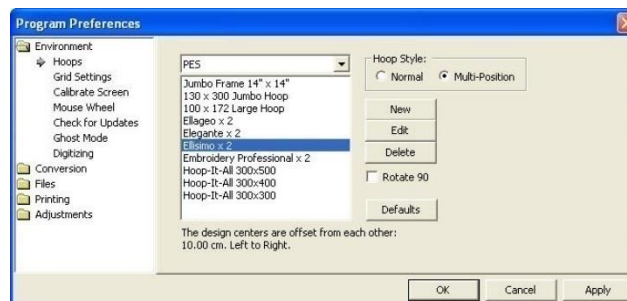 Program Preferences
Environment
Hoops
Grid Settings
Calibrate Screen
Mouse Wheel
Check for Updates
Ghost Mode
Digitizing
Conversion
Files
Printing
Adjustments
PES
Jumbo Frame 14" x 14"
130 x 300 Jumbo Hoop
100 x 172 Large Hoop
Ellageo x 2
Elegante x 2
Ellisimo x 2
Embroidery Professional x 2
Hoop-It-All 300x500
Hoop-It-All 300x400
Hoop-It-All 300x300
The design centers are offset from each other:
10.00 cm. Left to Right.
Hoop Style:
Normal Multi-Position
New
Edit
Delete
Rotate 90
Defaults
OK Cancel Apply